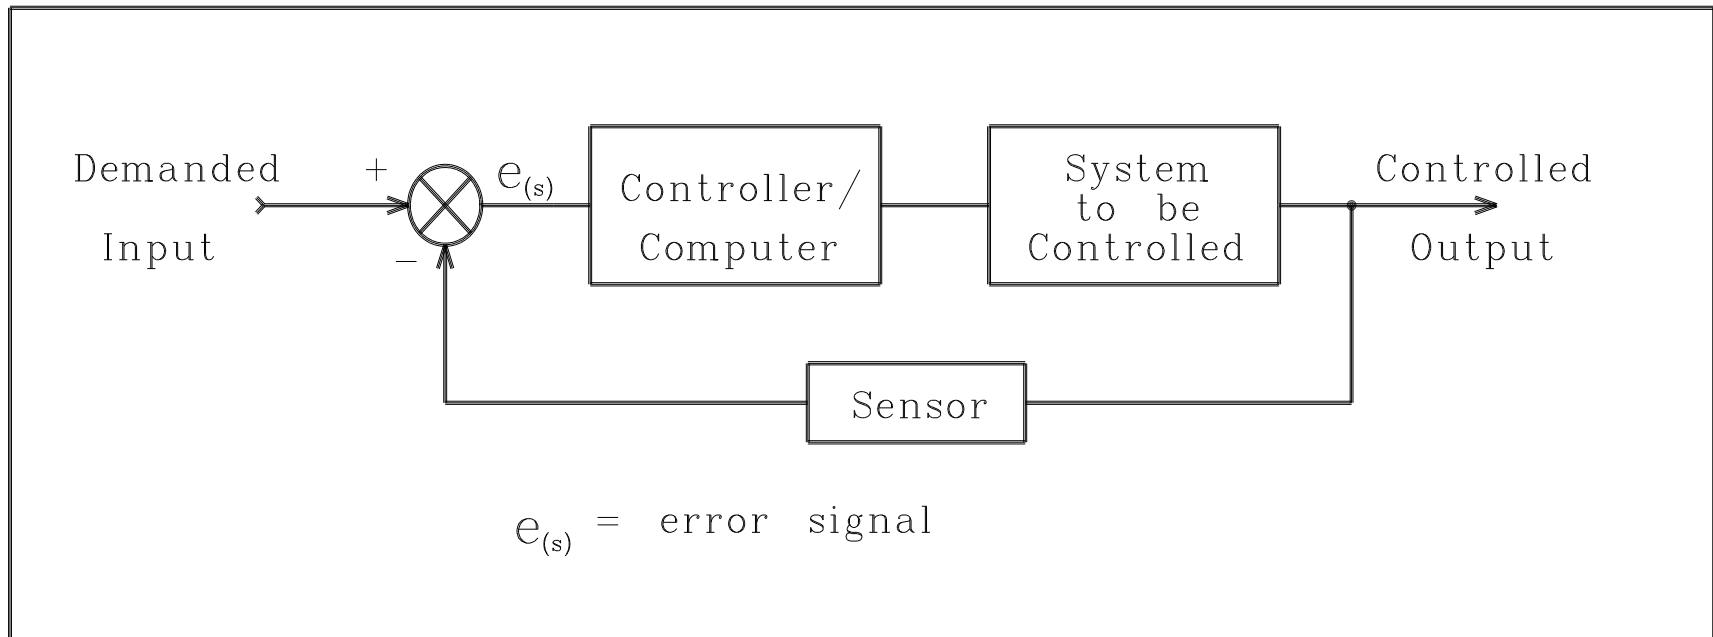 Demanded
Input
+
−
e(s)
Controller/
Computer
System
to be
Controlled
Controlled
Output
Sensor
e(s) = error signal